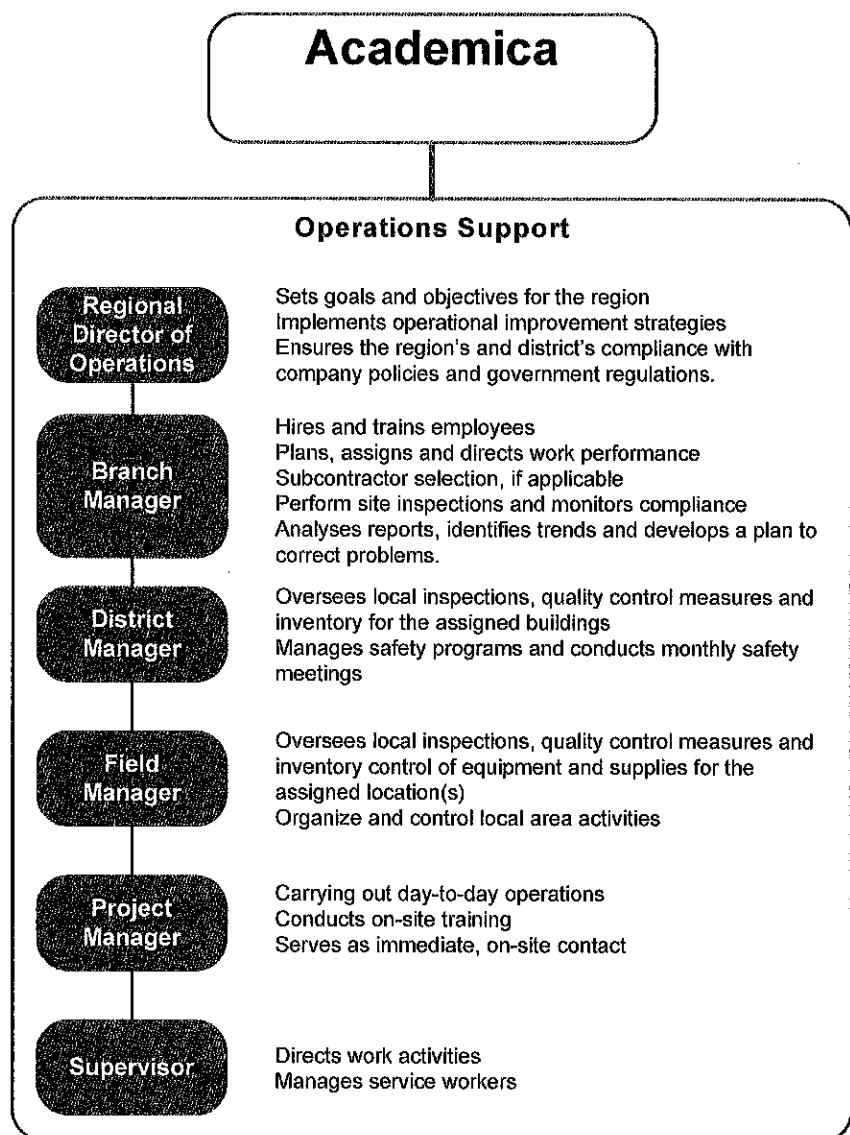 Academica
Operations Support
Regional
Director of
Operations
Sets goals and objectives for the region
Implements operational improvement strategies
Ensures the region's and district's compliance with
company policies and government regulations.
Branch
Manager
Hires and trains employees
Plans, assigns and directs work performance
Subcontractor selection, if applicable
Perform site inspections and monitors compliance
Analyses reports, identifies trends and develops a plan to
correct problems.
District
Manager
Oversees local inspections, quality control measures and
inventory for the assigned buildings
Manages safety programs and conducts monthly safety
meetings
Field
Manager
Oversees local inspections, quality control measures and
inventory control of equipment and supplies for the
assigned location(s)
Organize and control local area activities
Project
Manager
Carrying out day-to-day operations
Conducts on-site training
Serves as immediate, on-site contact
Supervisor
Directs work activities
Manages service workers